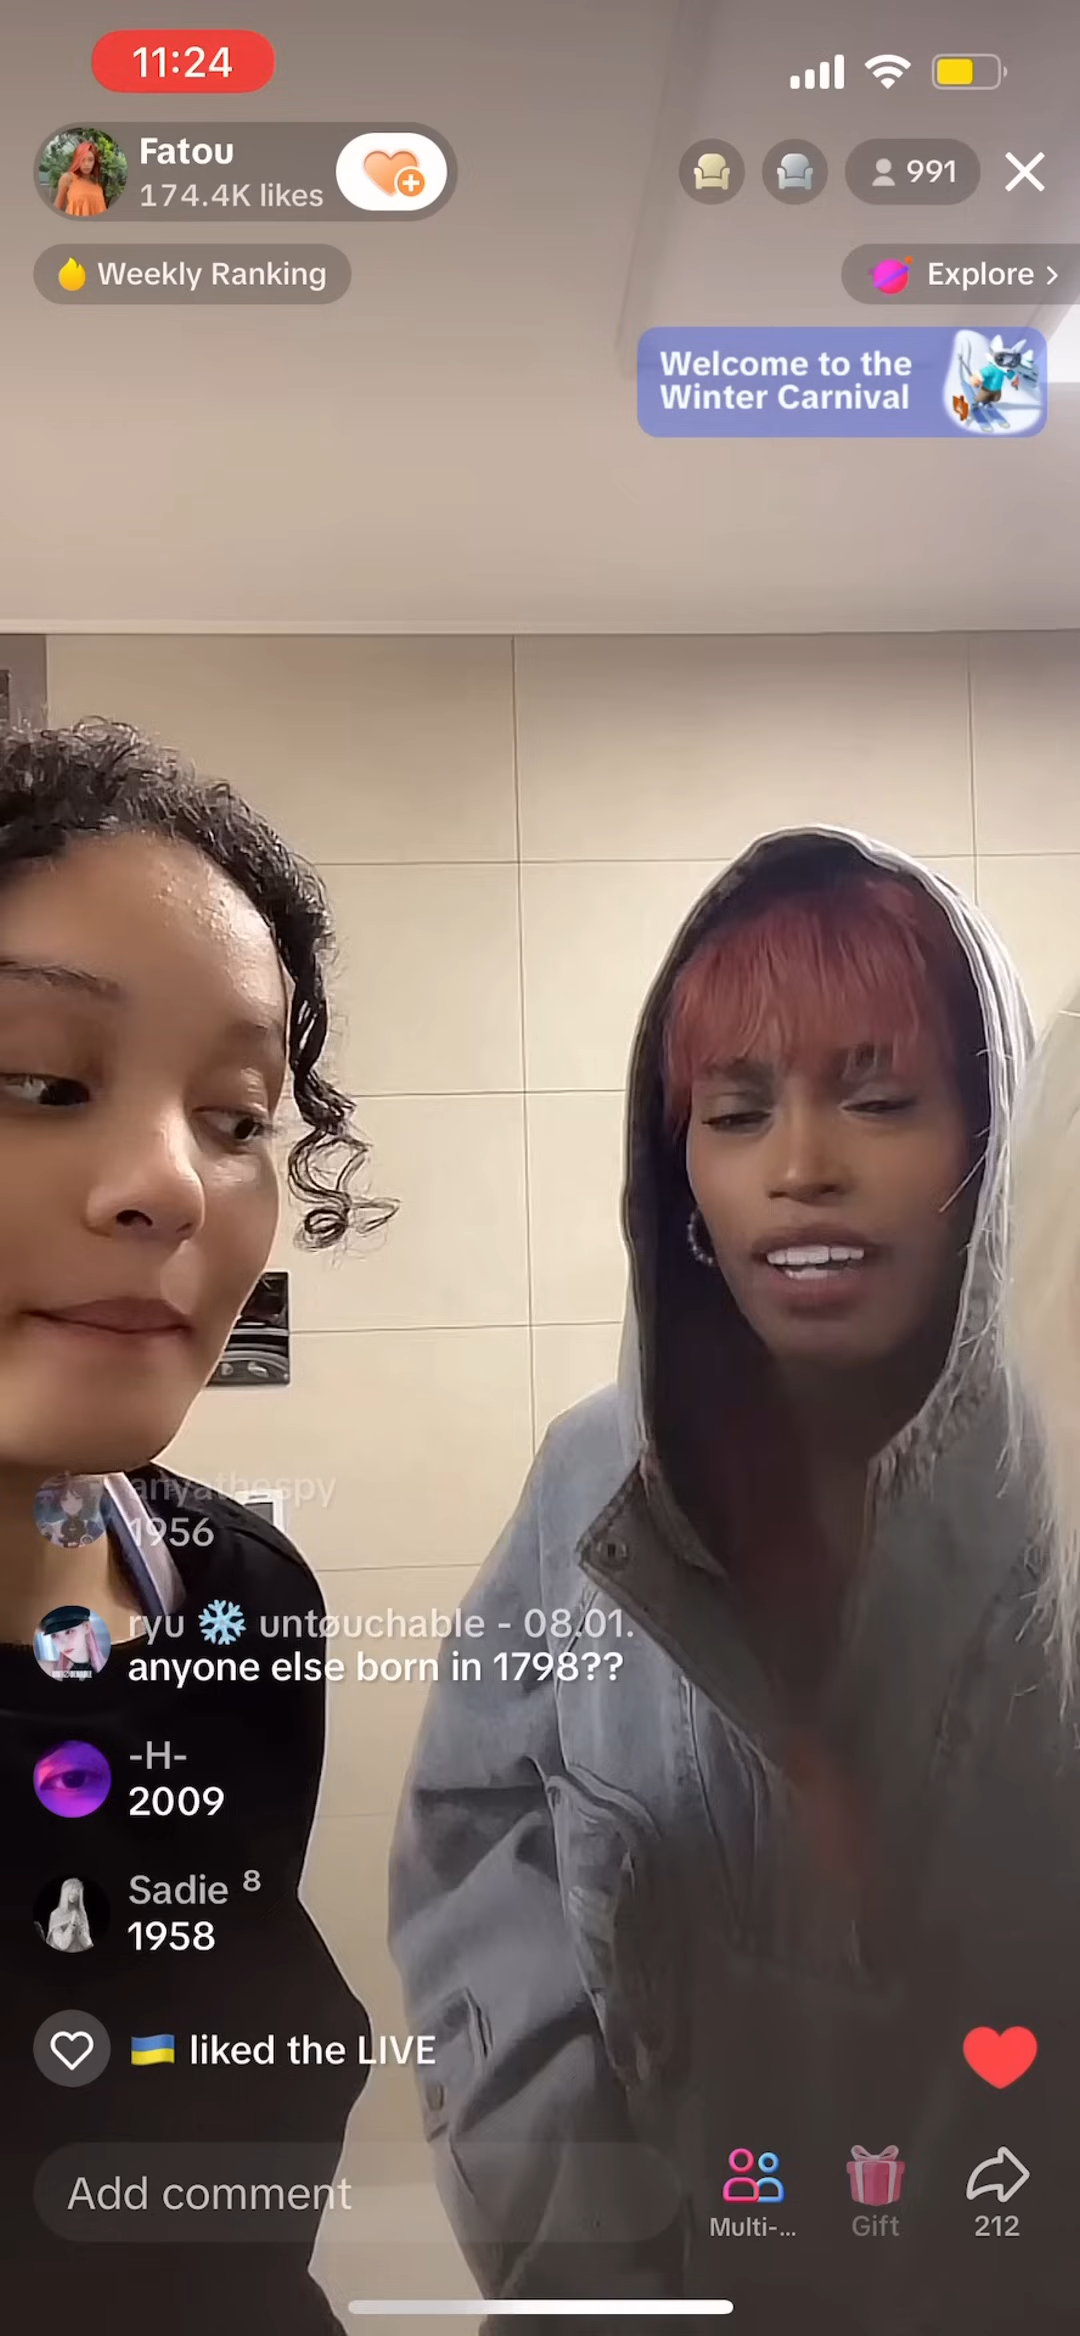 11:24
Fatou
174.4K likes
991
Weekly Ranking
Explore >
Welcome to the
Winter Carnival
anyathespy
1956
ryu ❄️ untøuchable - 08.01.
anyone else born in 1798??
-H-
2009
Sadie ⁸
1958
🇺🇦 liked the LIVE
Add comment
Multi-...
Gift
212